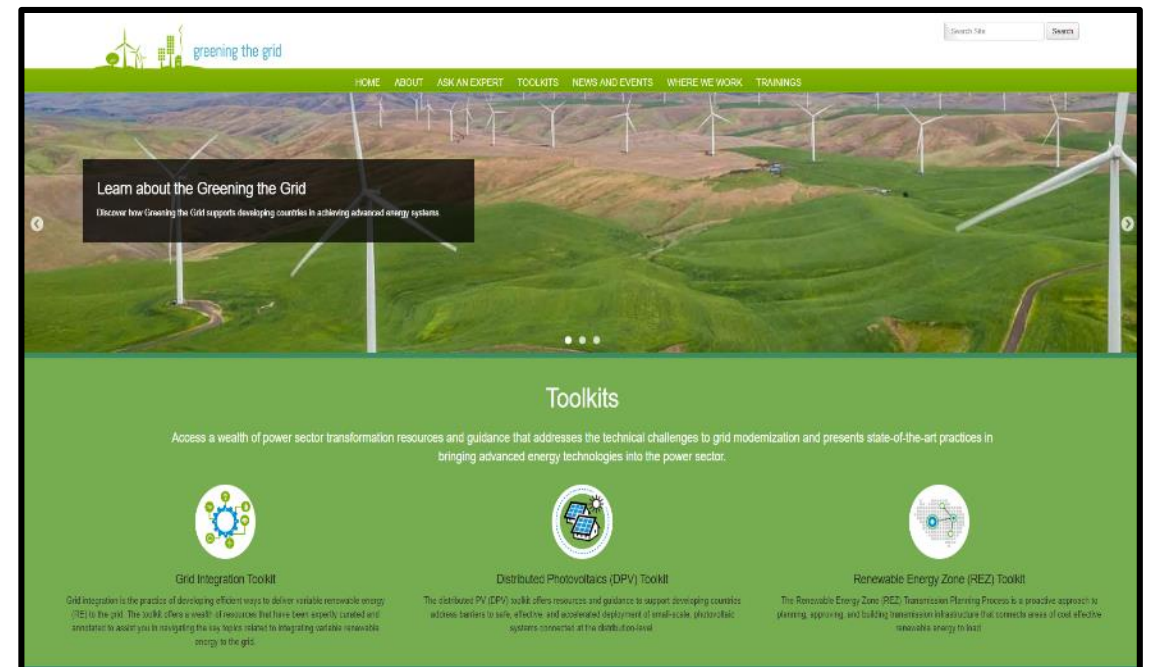 greening the grid
Search Site
Search
HOME ABOUT ASK AN EXPERT TOOLKITS NEWS AND EVENTS WHERE WE WORK TRAININGS
Learn about the Greening the Grid
Discover how Greening the Grid supports developing countries in achieving advanced energy systems.
Toolkits
Access a wealth of power sector transformation resources and guidance that addresses the technical challenges to grid modernization and presents state-of-the-art practices in
bringing advanced energy technologies into the power sector.
Grid Integration Toolkit
Grid integration is the practice of developing efficient ways to deliver variable renewable energy
(RE) to the grid. The toolkit offers a wealth of resources that have been expertly curated and
annotated to assist you in navigating the key topics related to integrating variable renewable
energy to the grid.
Distributed Photovoltaics (DPV) Toolkit
The distributed PV (DPV) toolkit offers resources and guidance to support developing countries
address barriers to safe, effective, and accelerated deployment of small-scale, photovoltaic
systems connected at the distribution-level
Renewable Energy Zone (REZ) Toolkit
The Renewable Energy Zone (REZ) Transmission Planning Process is a proactive approach to
planning, approving, and building transmission infrastructure that connects areas of cost effective
renewable energy to load